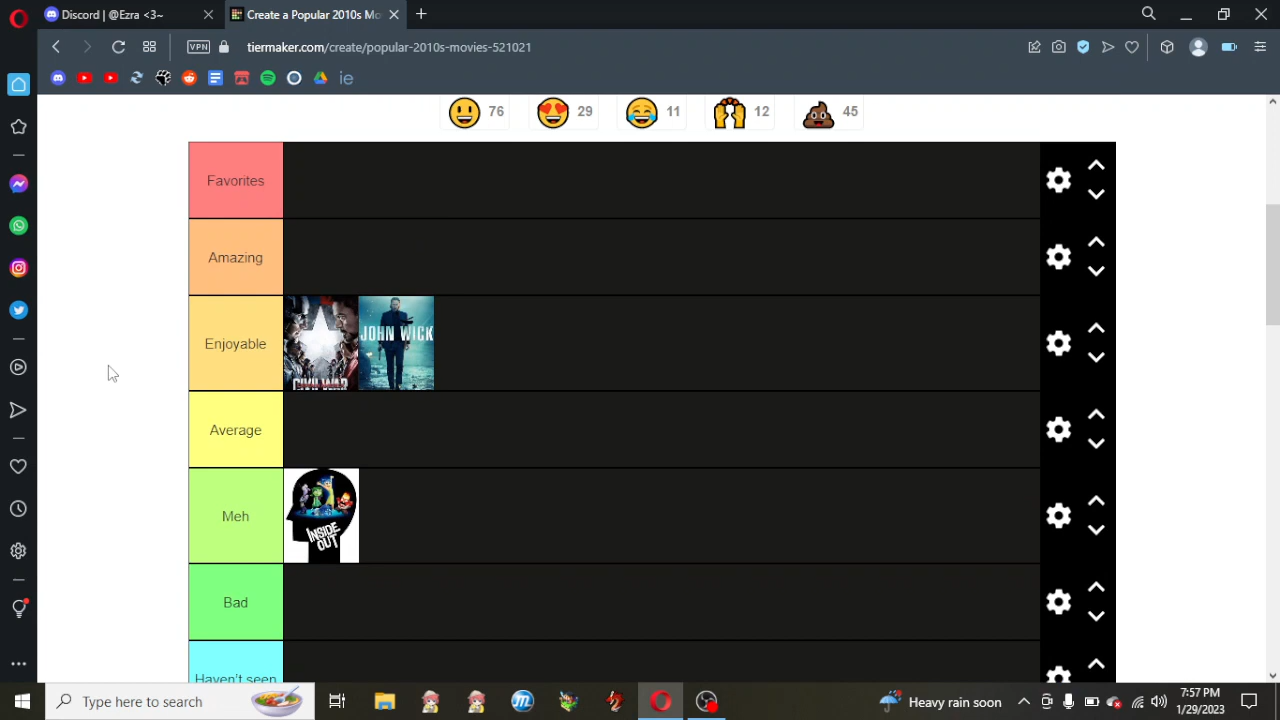 Discord | @Ezra <3~
Create a Popular 2010s Mo
VPN
tiermaker.com/create/popular-2010s-movies-521021
ie
76
29
11
12
45
Favorites
Amazing
Enjoyable
CIVIL WAR
JOHN WICK
Average
Meh
INSIDE
OUT
Bad
Haven't seen
Type here to search
Heavy rain soon
7:57 PM
1/29/2023